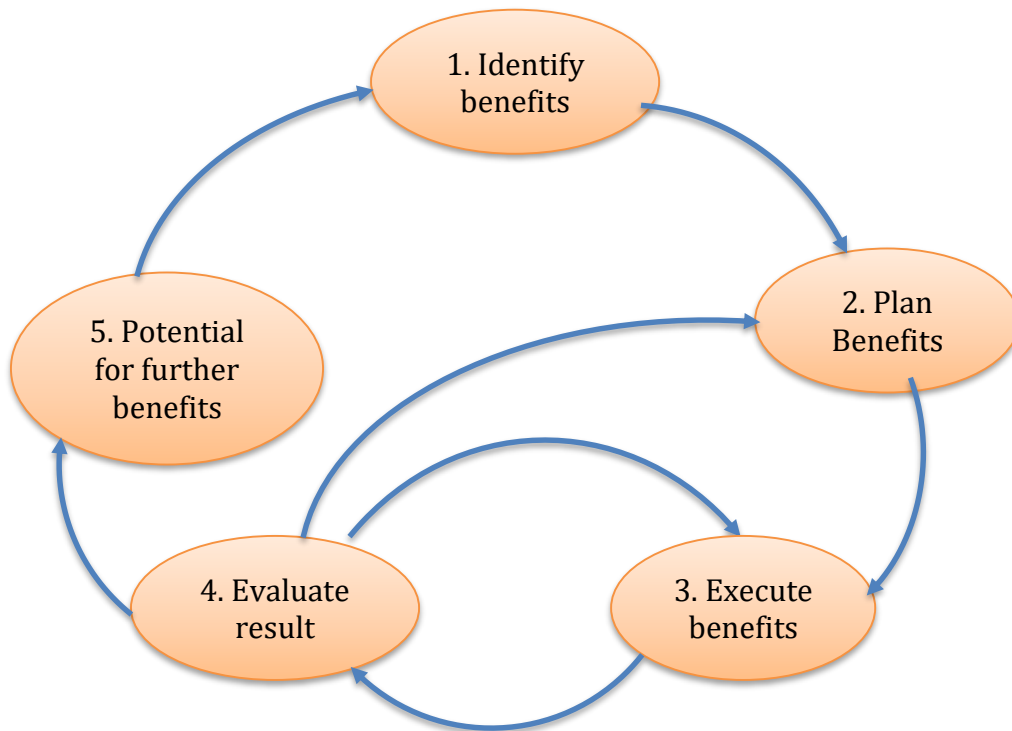 1. Identify
benefits
2. Plan
Benefits
3. Execute
benefits
4. Evaluate
result
5. Potential
for further
benefits